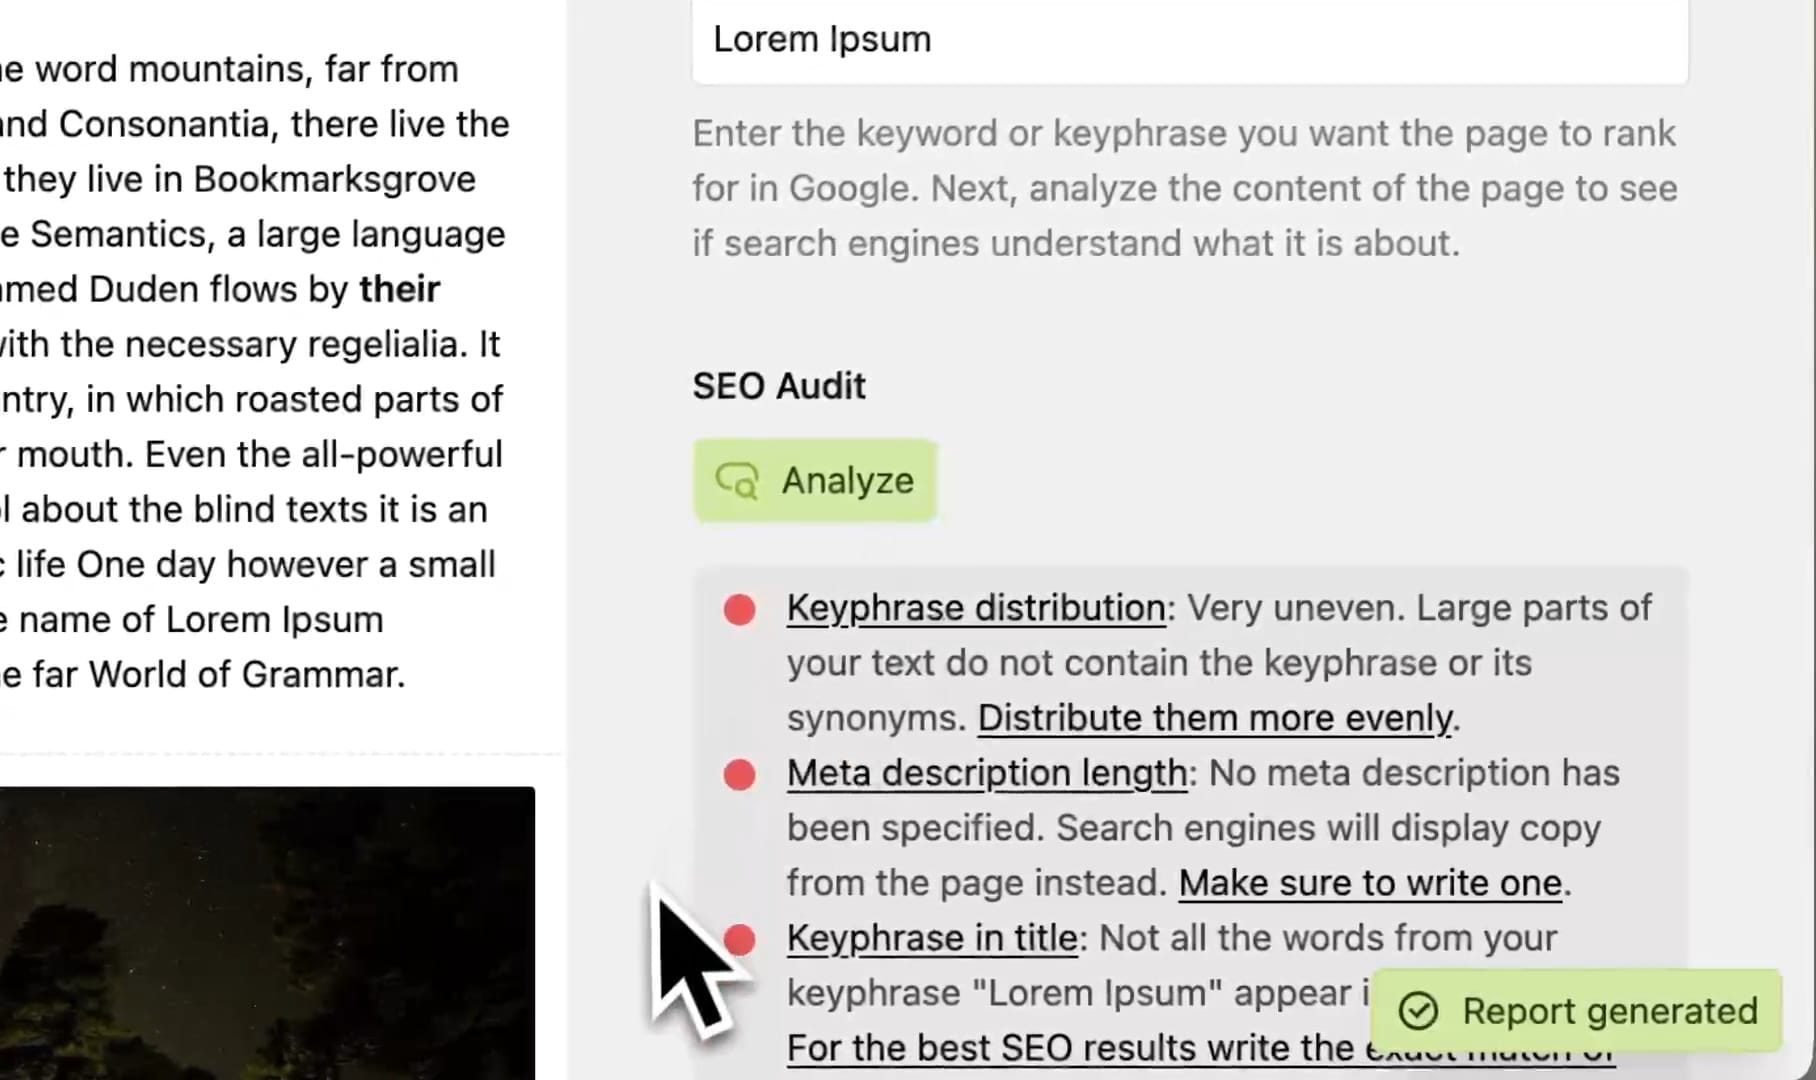 word mountains, far from
and Consonantia, there live the
they live in Bookmarksgrove
Semantics, a large language
Duden flows by their
with the necessary regelialia. It
in which roasted parts of
mouth. Even the all-powerful
about the blind texts it is an
life One day however a small
name of Lorem Ipsum
far World of Grammar.
Lorem Ipsum
Enter the keyword or keyphrase you want the page to rank
for in Google. Next, analyze the content of the page to see
if search engines understand what it is about.
SEO Audit
Analyze
Keyphrase distribution: Very uneven. Large parts of
your text do not contain the keyphrase or its
synonyms. Distribute them more evenly.
Meta description length: No meta description has
been specified. Search engines will display copy
from the page instead. Make sure to write one.
Keyphrase in title: Not all the words from your
keyphrase "Lorem Ipsum" appear
For the best SEO results write the exact match of
Report generated